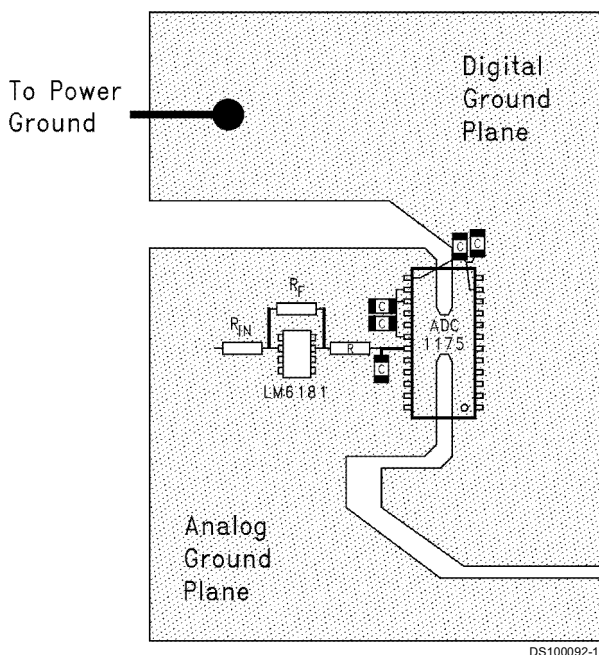 Digital
Ground
Plane
To Power
Ground
C C
R_F
C
C
R_IN
ADC
1175
R
C
LM6181
Analog
Ground
Plane
DS100092-1